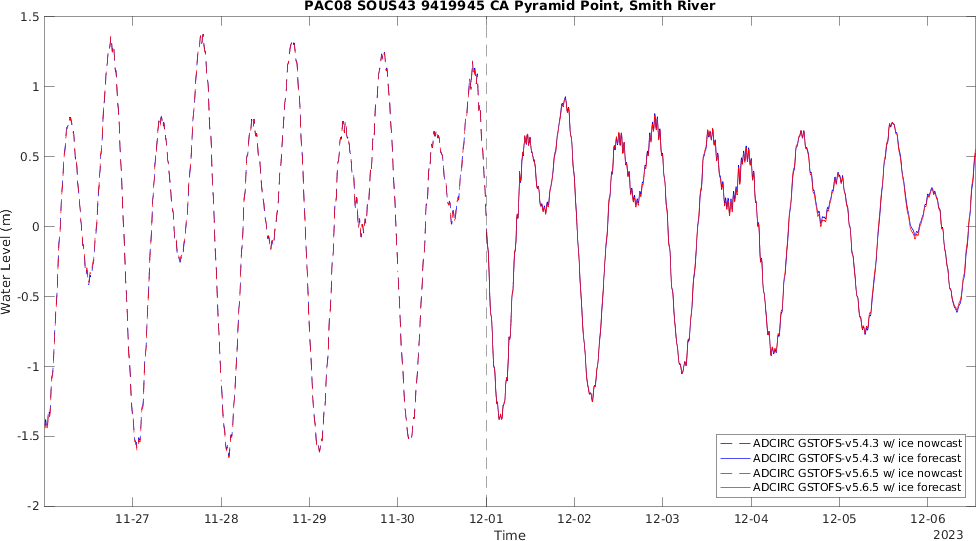 PAC08 SOUS43 9419945 CA Pyramid Point, Smith River
1.5
1
0.5
0
-0.5
-1
-1.5
-2
Water Level (m)
ADCIRC GSTOFS-v5.4.3 w/ ice nowcast
ADCIRC GSTOFS-v5.4.3 w/ ice forecast
ADCIRC GSTOFS-v5.6.5 w/ ice nowcast
ADCIRC GSTOFS-v5.6.5 w/ ice forecast
11-27 11-28 11-29 11-30 12-01 12-02 12-03 12-04 12-05 12-06
Time
2023